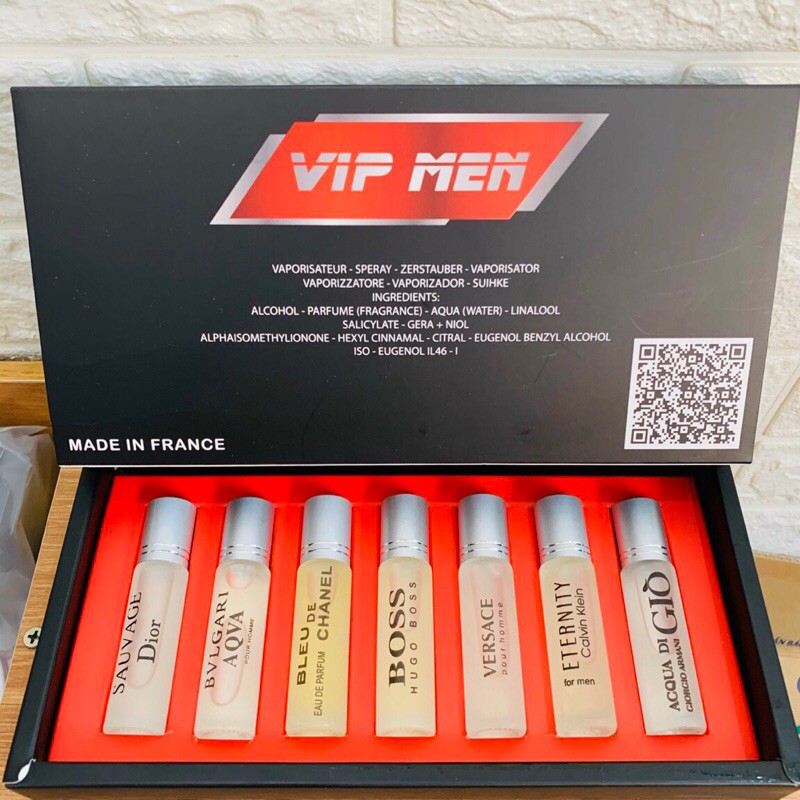 VIP MEN
VAPORISATEUR - SPERAY - ZERSTAUBER - VAPORISATOR
VAPORIZZATORE - VAPORIZADOR - SUIHKE
INGREDIENTS:
ALCOHOL - PARFUME (FRAGRANCE) - AQUA (WATER) - LINALOOL
SALICYLATE - GERA + NIOL
ALPHAISOMETHYLIONONE - HEXYL CINNAMAL - CITRAL - EUGENOL BENZYL ALCOHOL
ISO - EUGENOL IL46 - I
MADE IN FRANCE
SAUVAGE
Dior
BVLGARI
AQVA
POUR HOMME
BLEU DE
CHANEL
EAU DE PARFUM
BOSS
HUGO BOSS
VERSACE
pour homme
ETERNITY
Calvin Klein
for men
ACQUA DI
GIÒ
GIORGIO ARMANI